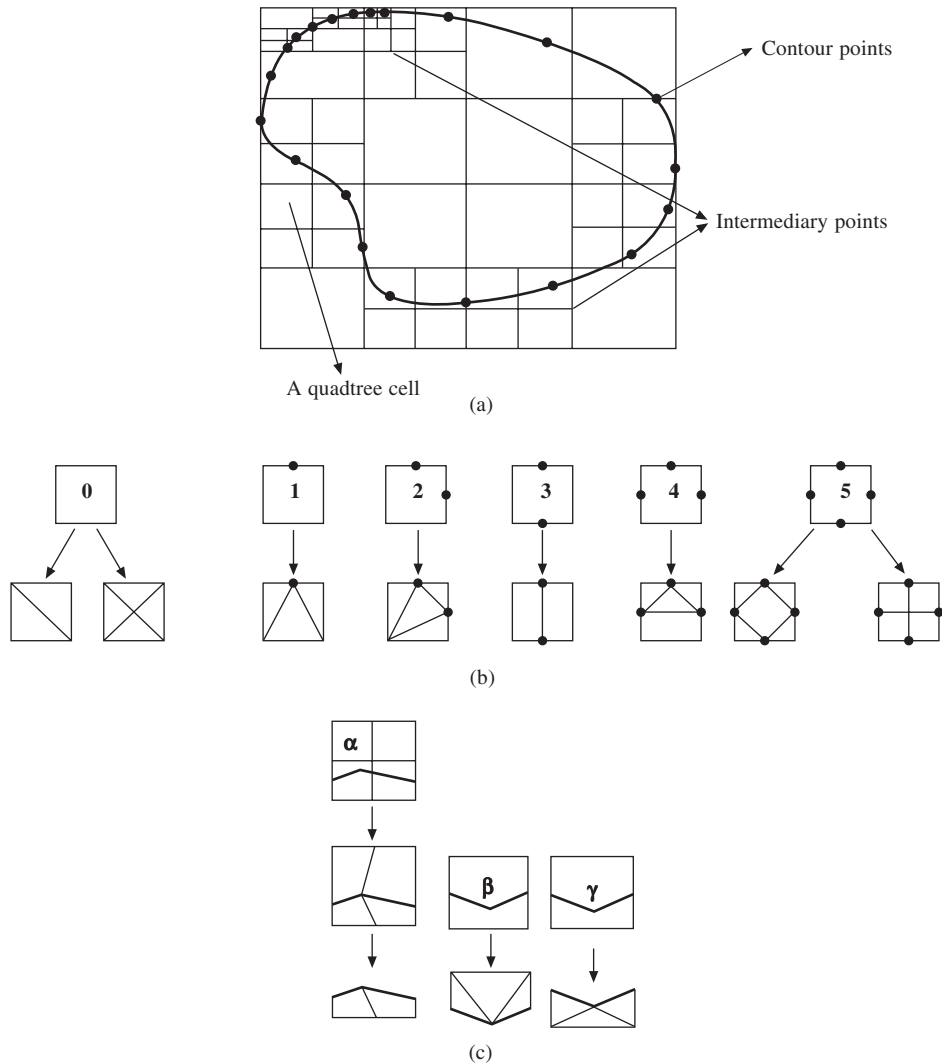 Contour points
Intermediary points
A quadtree cell
(a)
0 1 2 3 4 5
(b)
α
β γ
(c)